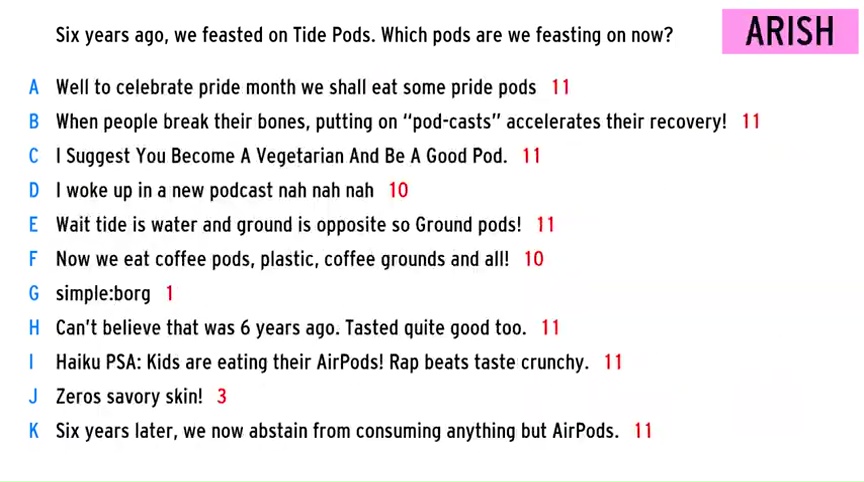 Six years ago, we feasted on Tide Pods. Which pods are we feasting on now?
ARISH
A Well to celebrate pride month we shall eat some pride pods 11
B When people break their bones, putting on “pod-casts” accelerates their recovery! 11
C I Suggest You Become A Vegetarian And Be A Good Pod. 11
D I woke up in a new podcast nah nah nah 10
E Wait tide is water and ground is opposite so Ground pods! 11
F Now we eat coffee pods, plastic, coffee grounds and all! 10
G simple:borg 1
H Can't believe that was 6 years ago. Tasted quite good too. 11
I Haiku PSA: Kids are eating their AirPods! Rap beats taste crunchy. 11
J Zeros savory skin! 3
K Six years later, we now abstain from consuming anything but AirPods. 11